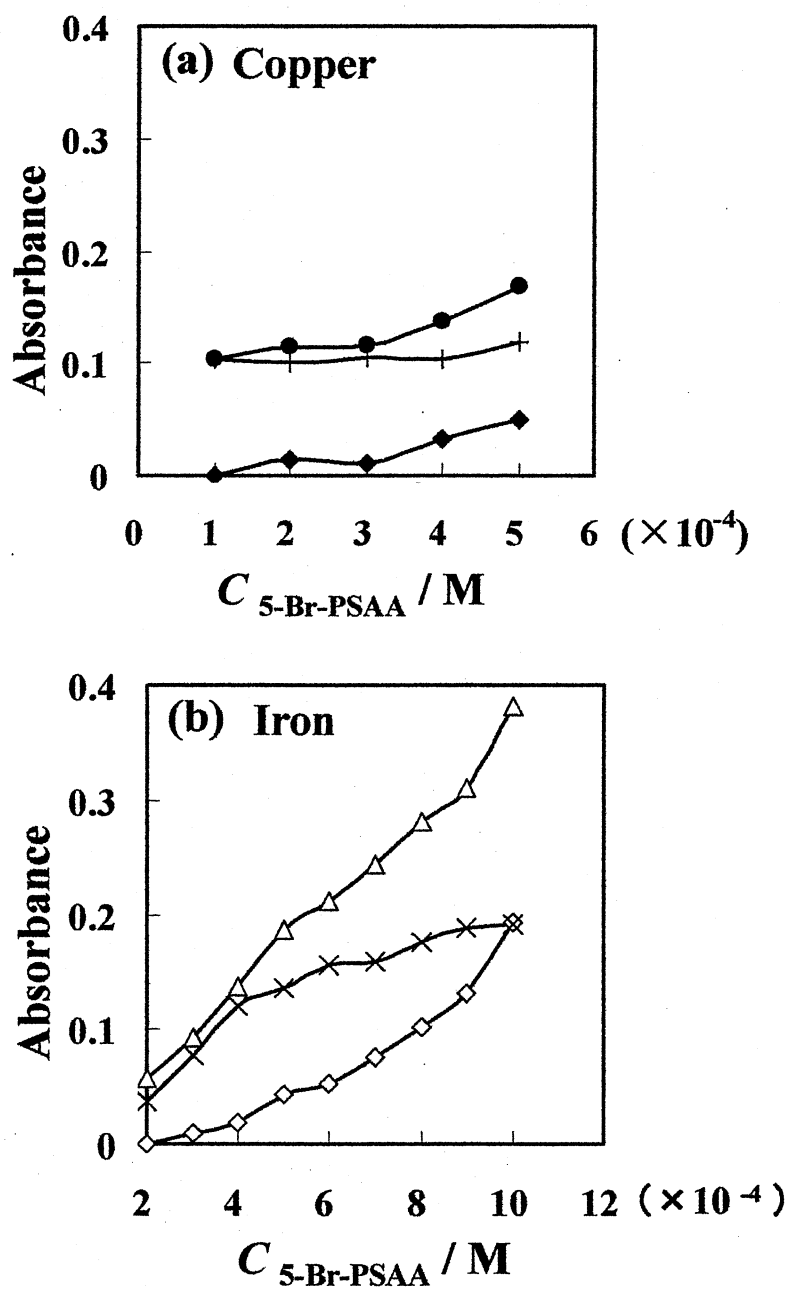 0.4
(a) Copper
0.3
0.2
0.1
0
Absorbance
0 1 2 3 4 5 6 (×10⁻⁴)
C 5-Br-PSAA / M
0.4
(b) Iron
0.3
0.2
0.1
0
Absorbance
2 4 6 8 10 12 (×10⁻⁴)
C 5-Br-PSAA / M